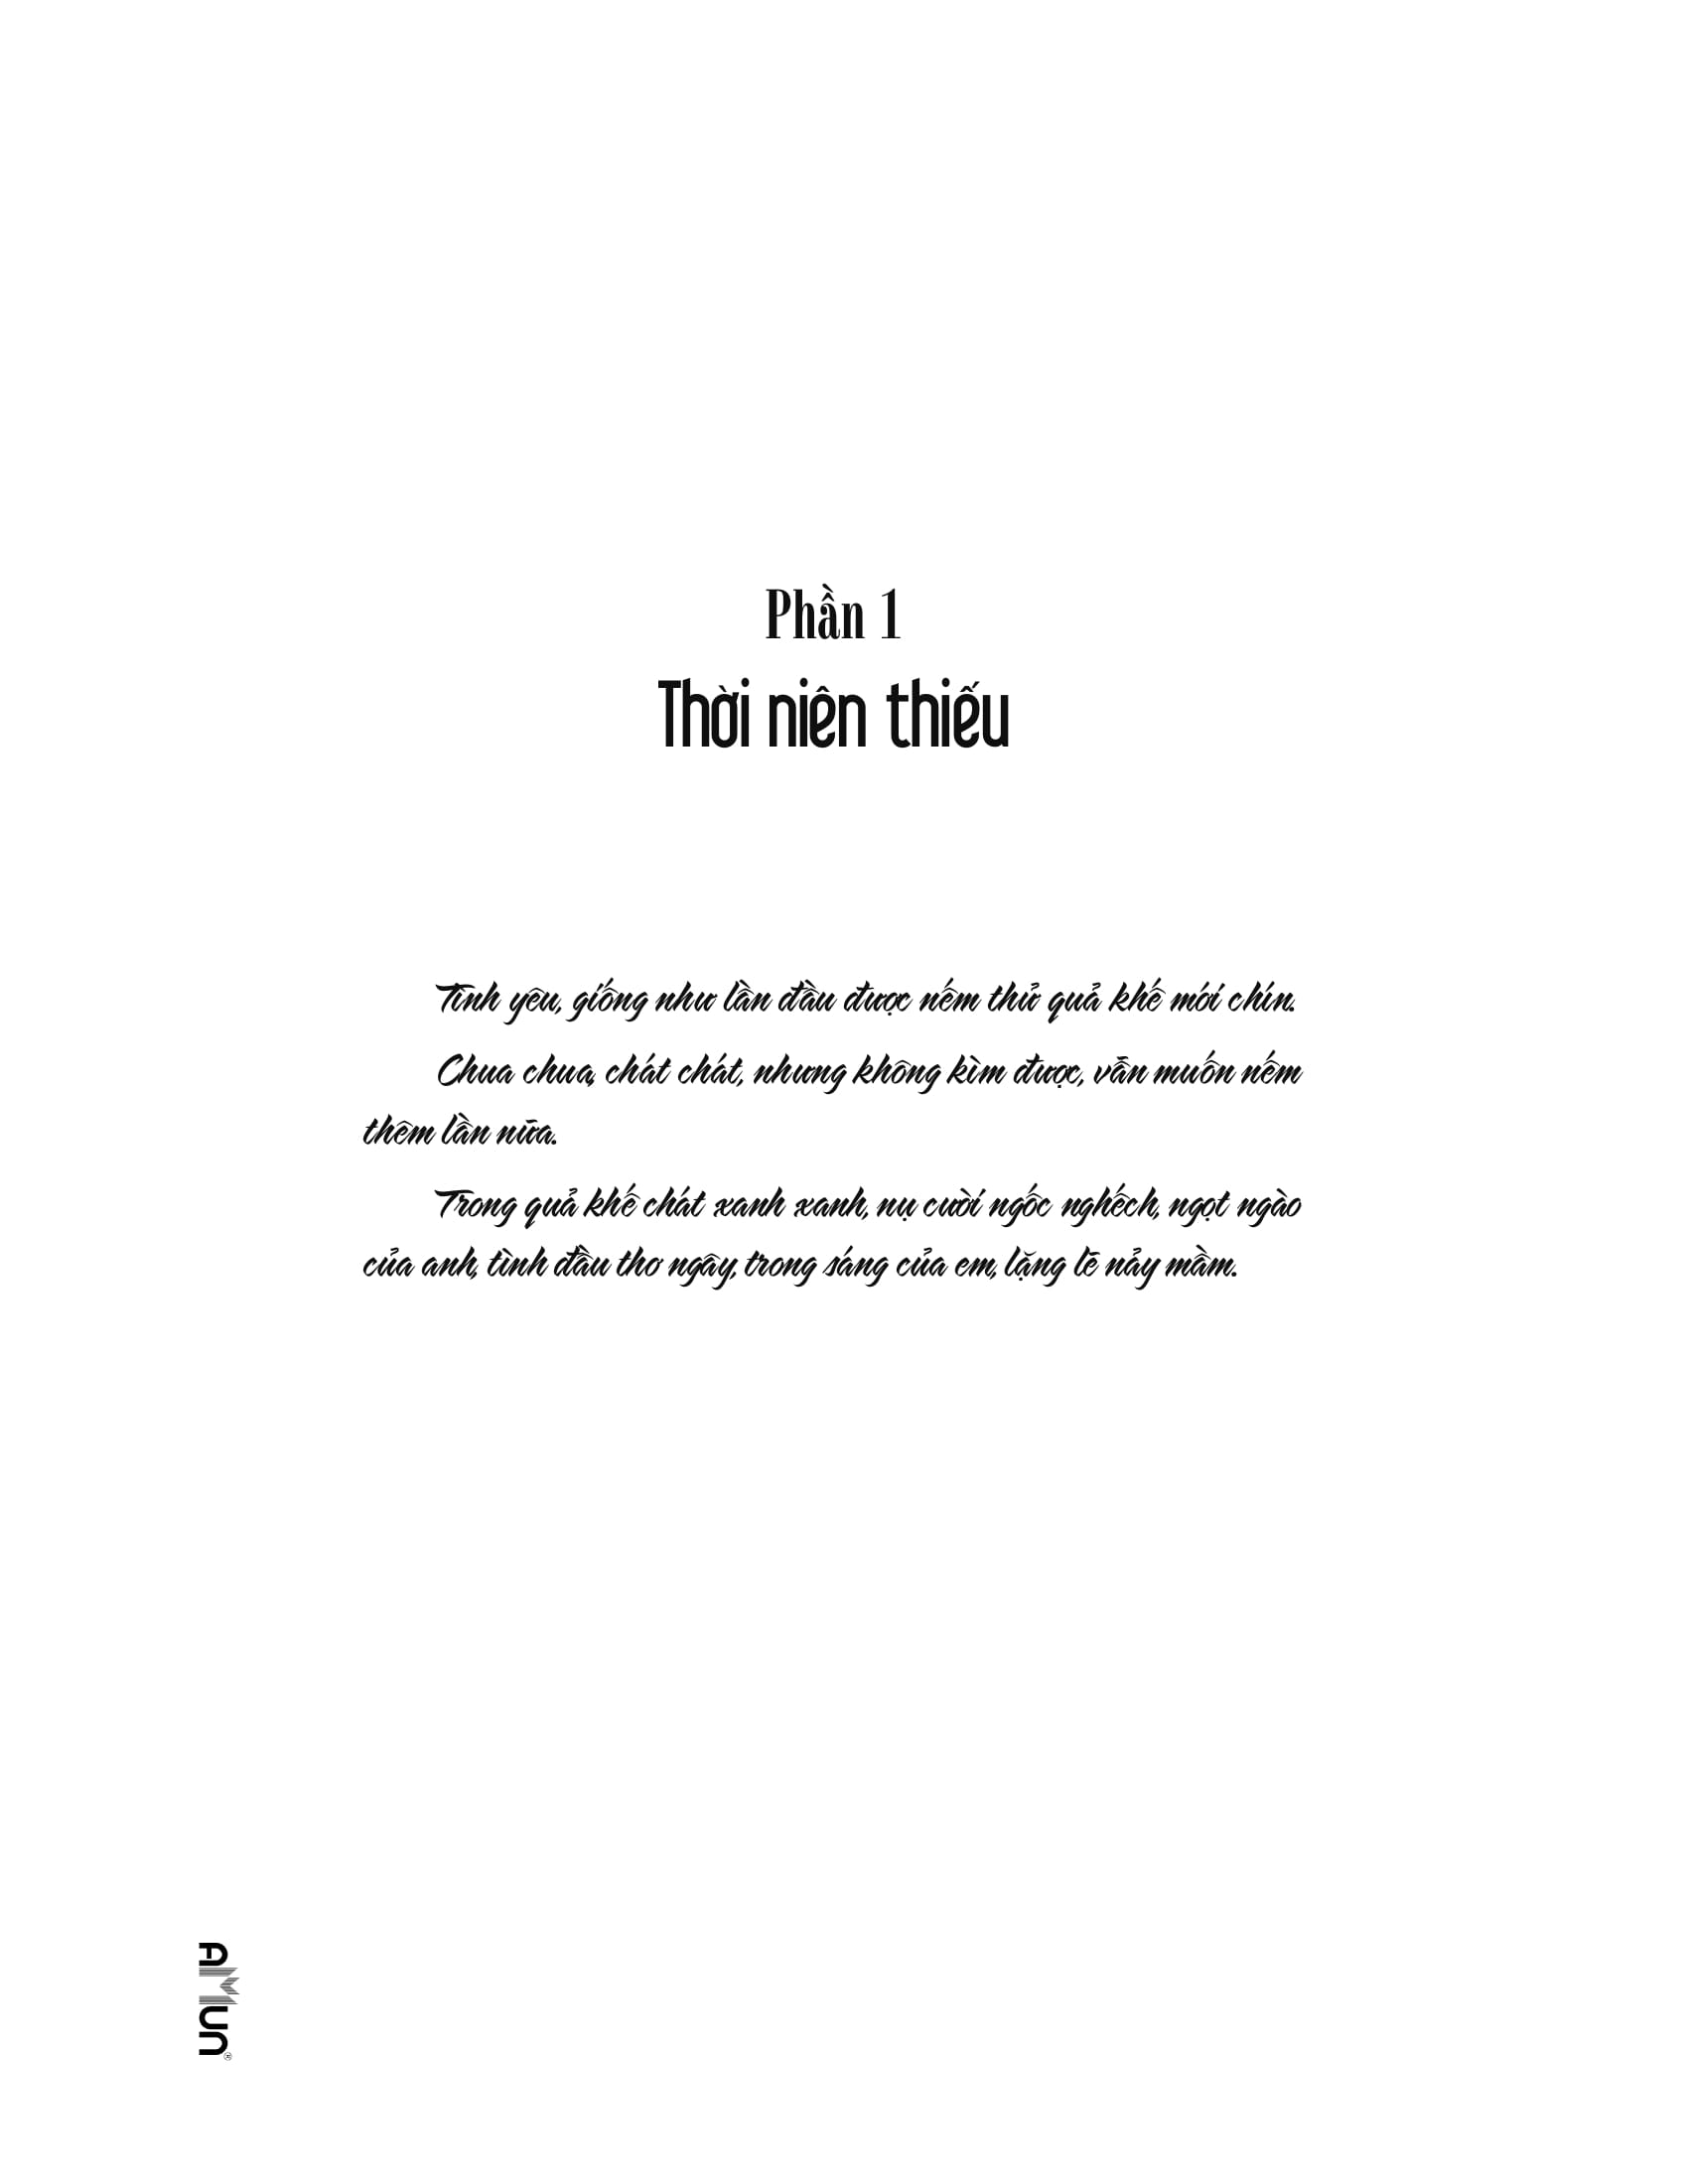 Phần 1
Thời niên thiếu
Tình yêu, giống như lần đầu được nếm thử quả khế mới chín.
Chua chua, chát chát, nhưng không kìm được, vẫn muốn nếm
thêm lần nữa.
Trong quả khế chát xanh xanh, nụ cười ngốc nghếch, ngọt ngào
của anh, tình đầu thơ ngây, trong sáng của em, lặng lẽ nảy mầm.
AMUN®